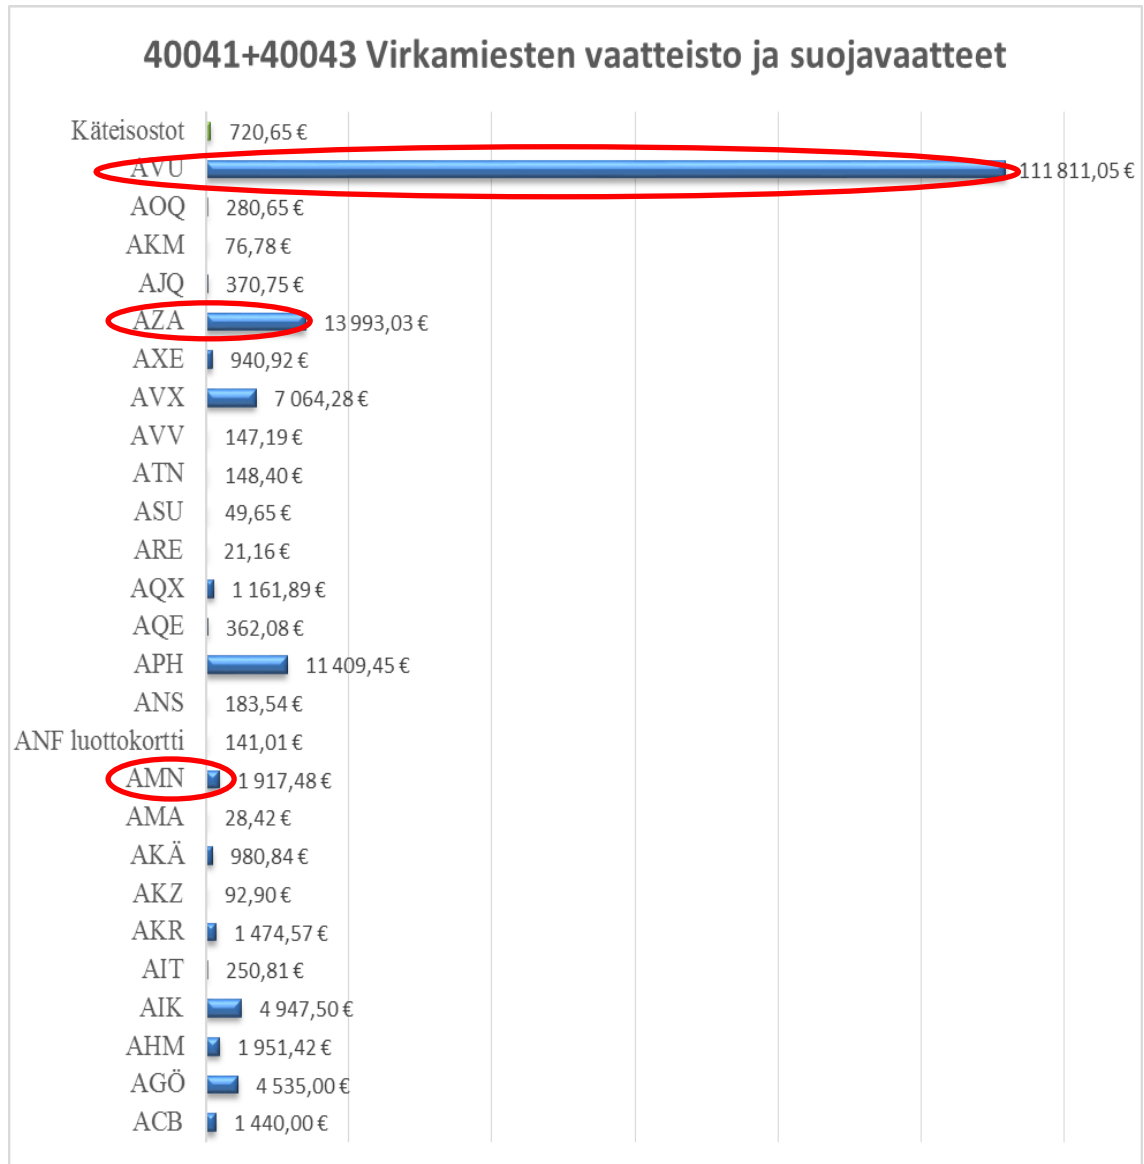 40041+40043 Virkamiesten vaatteisto ja suojavaatteet
Käteisostot 720,65 €
AVU 111 811,05 €
AOQ 280,65 €
AKM 76,78 €
AJQ 370,75 €
AZA 13 993,03 €
AXE 940,92 €
AVX 7 064,28 €
AVV 147,19 €
ATN 148,40 €
ASU 49,65 €
ARE 21,16 €
AQX 1 161,89 €
AQE 362,08 €
APH 11 409,45 €
ANS 183,54 €
ANF luottokortti 141,01 €
AMN 1 917,48 €
AMA 28,42 €
AKÄ 980,84 €
AKZ 92,90 €
AKR 1 474,57 €
AIT 250,81 €
AIK 4 947,50 €
AHM 1 951,42 €
AGÖ 4 535,00 €
ACB 1 440,00 €